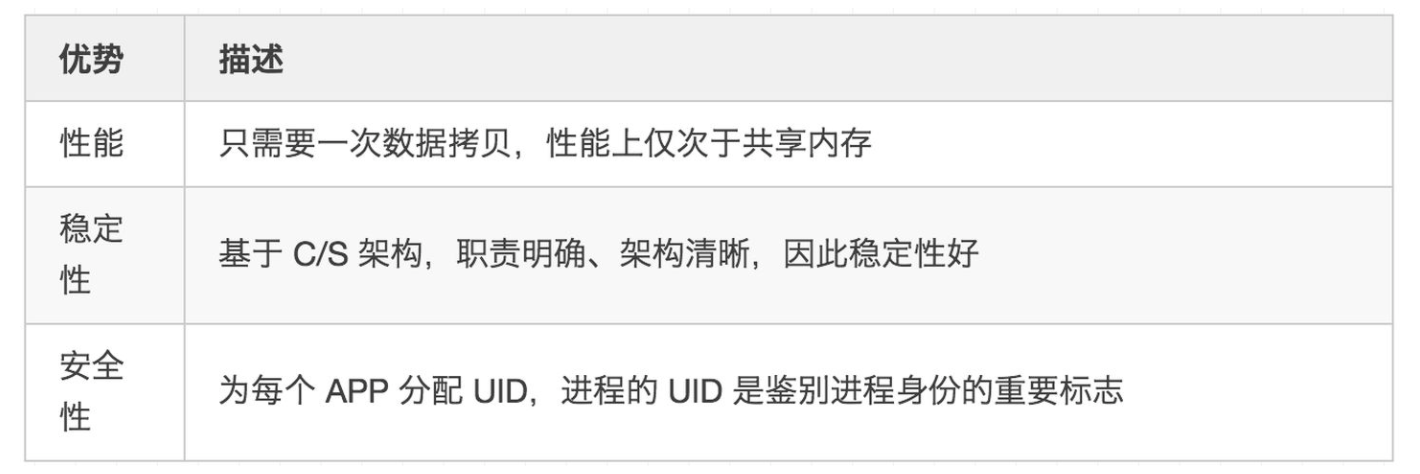 优势 描述
性能 只需要一次数据拷贝，性能上仅次于共享内存
稳定
性
基于 C/S 架构，职责明确、架构清晰，因此稳定性好
安全
性
为每个 APP 分配 UID，进程的 UID 是鉴别进程身份的重要标志